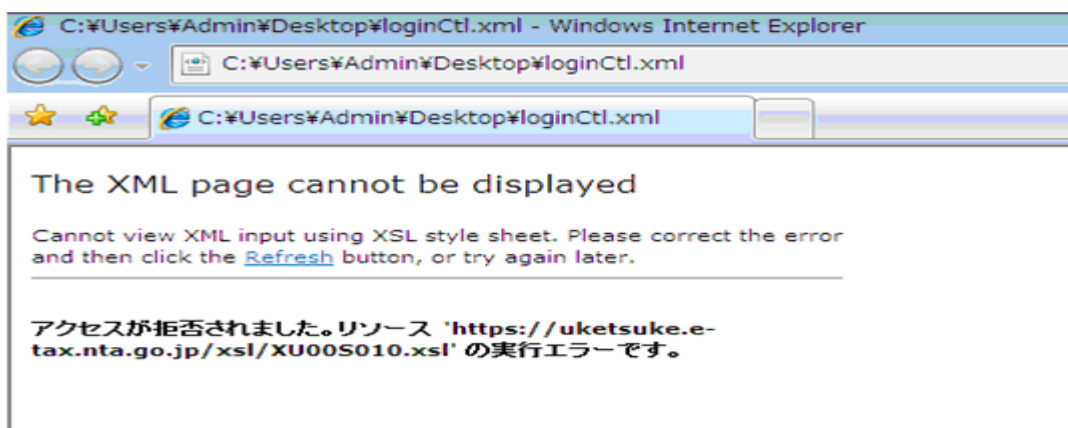 C:¥Users¥Admin¥Desktop¥loginCtl.xml - Windows Internet Explorer
C:¥Users¥Admin¥Desktop¥loginCtl.xml
C:¥Users¥Admin¥Desktop¥loginCtl.xml
The XML page cannot be displayed
Cannot view XML input using XSL style sheet. Please correct the error
and then click the Refresh button, or try again later.
アクセスが拒否されました。リソース 'https://uketsuke.e-
tax.nta.go.jp/xsl/XU00S010.xsl' の実行エラーです。